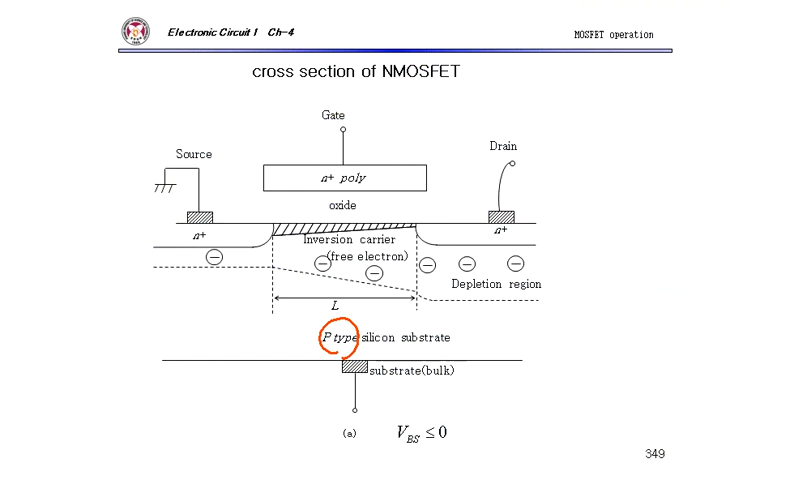 Electronic Circuit 1 Ch-4
MOSFET operation
cross section of NMOSFET
Gate
Source
Drain
n+ poly
oxide
n+
n+
Inversion carrier
(free electron)
Depletion region
L
P type silicon substrate
substrate(bulk)
(a) V_BS ≤ 0
349